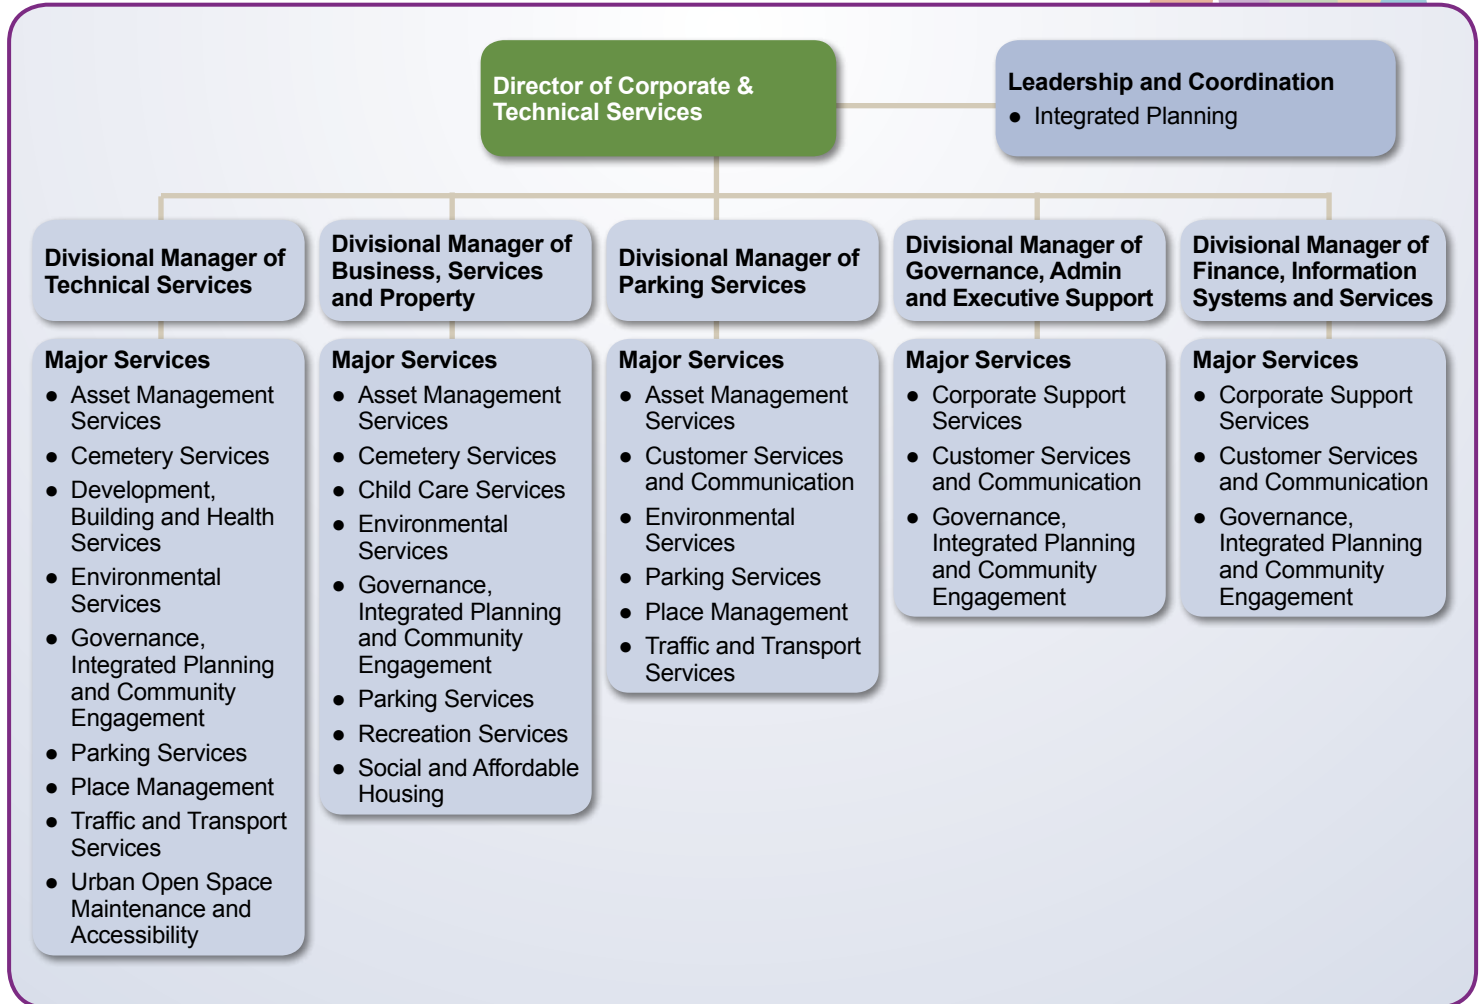 Director of Corporate &
Technical Services
Leadership and Coordination
● Integrated Planning
Divisional Manager of
Technical Services
Divisional Manager of
Business, Services
and Property
Divisional Manager of
Parking Services
Divisional Manager of
Governance, Admin
and Executive Support
Divisional Manager of
Finance, Information
Systems and Services
Major Services
● Asset Management
Services
● Cemetery Services
● Development,
Building and Health
Services
● Environmental
Services
● Governance,
Integrated Planning
and Community
Engagement
● Parking Services
● Place Management
● Traffic and Transport
Services
● Urban Open Space
Maintenance and
Accessibility
Major Services
● Asset Management
Services
● Cemetery Services
● Child Care Services
● Environmental
Services
● Governance,
Integrated Planning
and Community
Engagement
● Parking Services
● Recreation Services
● Social and Affordable
Housing
Major Services
● Asset Management
Services
● Customer Services
and Communication
● Environmental
Services
● Parking Services
● Place Management
● Traffic and Transport
Services
Major Services
● Corporate Support
Services
● Customer Services
and Communication
● Governance,
Integrated Planning
and Community
Engagement
Major Services
● Corporate Support
Services
● Customer Services
and Communication
● Governance,
Integrated Planning
and Community
Engagement